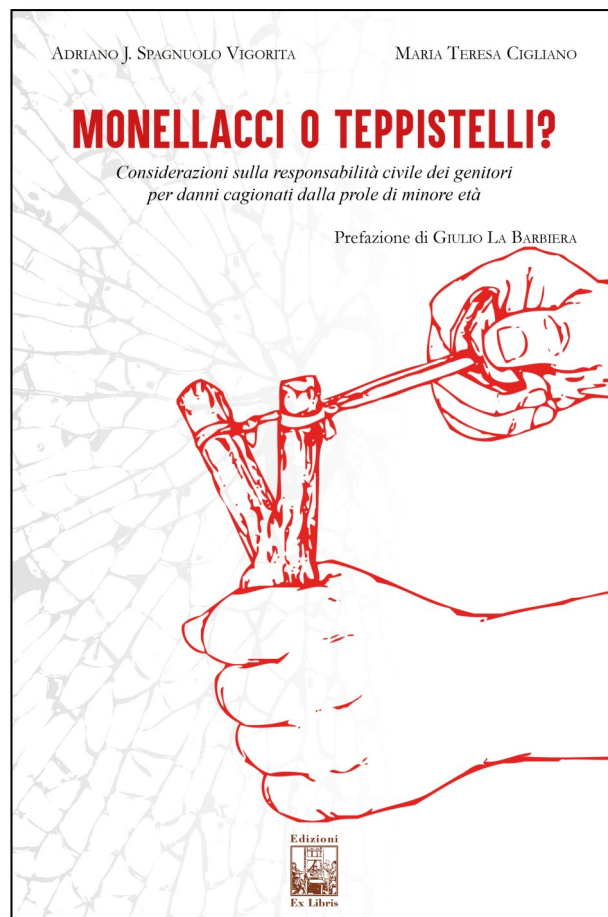 Adriano J. Spagnuolo Vigorita Maria Teresa Cigliano
MONELLACCI O TEPPISTELLI?
Considerazioni sulla responsabilità civile dei genitori
per danni cagionati dalla prole di minore età
Prefazione di Giulio La Barbiera
Edizioni
Ex Libris